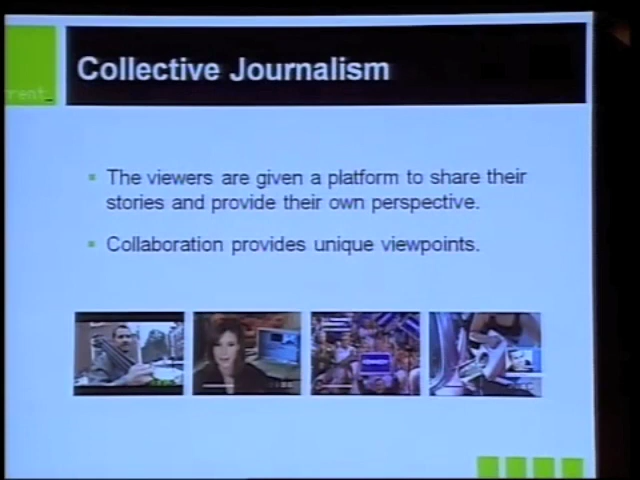 Collective Journalism
rent_
The viewers are given a platform to share their
stories and provide their own perspective.
Collaboration provides unique viewpoints.